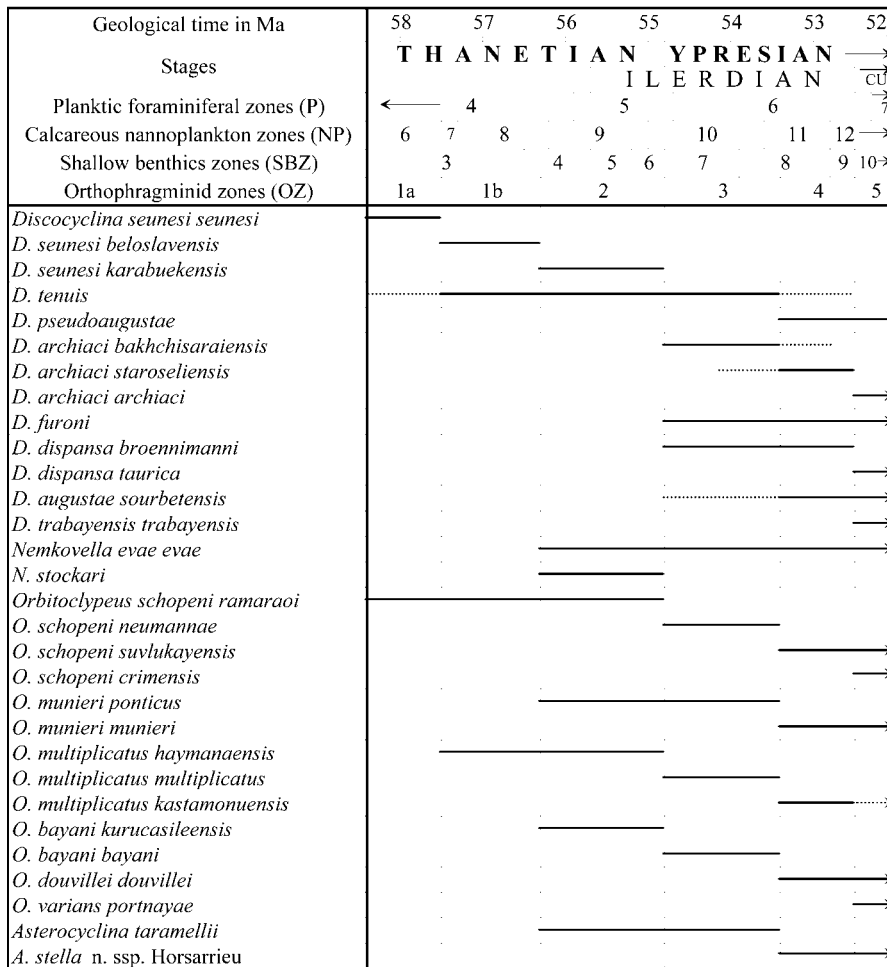 Geological time in Ma 58 57 56 55 54 53 52
Stages
T H A N E T I A N Y P R E S I A N
I L E R D I A N CU
Planktic foraminiferal zones (P) 4 5 6 7
Calcareous nannoplankton zones (NP) 6 7 8 9 10 11 12
Shallow benthics zones (SBZ) 3 4 5 6 7 8 9 10
Orthophragminid zones (OZ) 1a 1b 2 3 4 5
Discocyclina seunesi seunesi
D. seunesi beloslavensis
D. seunesi karabuekensis
D. tenuis
D. pseudoaugustae
D. archiaci bakhchisaraiensis
D. archiaci staroseliensis
D. archiaci archiaci
D. furoni
D. dispansa broennimanni
D. dispansa taurica
D. augustae sourbetensis
D. trabayensis trabayensis
Nemkovella evae evae
N. stockari
Orbitoclypeus schopeni ramaraoi
O. schopeni neumannae
O. schopeni suvlukayensis
O. schopeni crimensis
O. munieri ponticus
O. munieri munieri
O. multiplicatus haymanaensis
O. multiplicatus multiplicatus
O. multiplicatus kastamonuensis
O. bayani kurucasileensis
O. bayani bayani
O. douvillei douvillei
O. varians portnayae
Asterocyclina taramellii
A. stella n. ssp. Horsarrieu